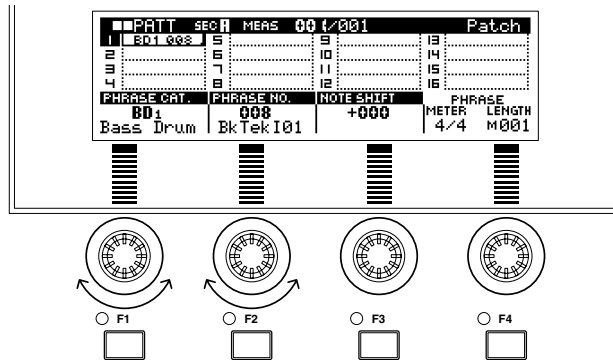 PATT SEC A MEAS 001/001 Patch
1 BD1 008 5 9 13
2 6 10 14
3 7 11 15
4 8 12 16
PHRASE CAT. PHRASE NO. NOTE SHIFT PHRASE
METER LENGTH
BD1 008 +000
Bass Drum BkTekI01 4/4 M001
F1 F2 F3 F4